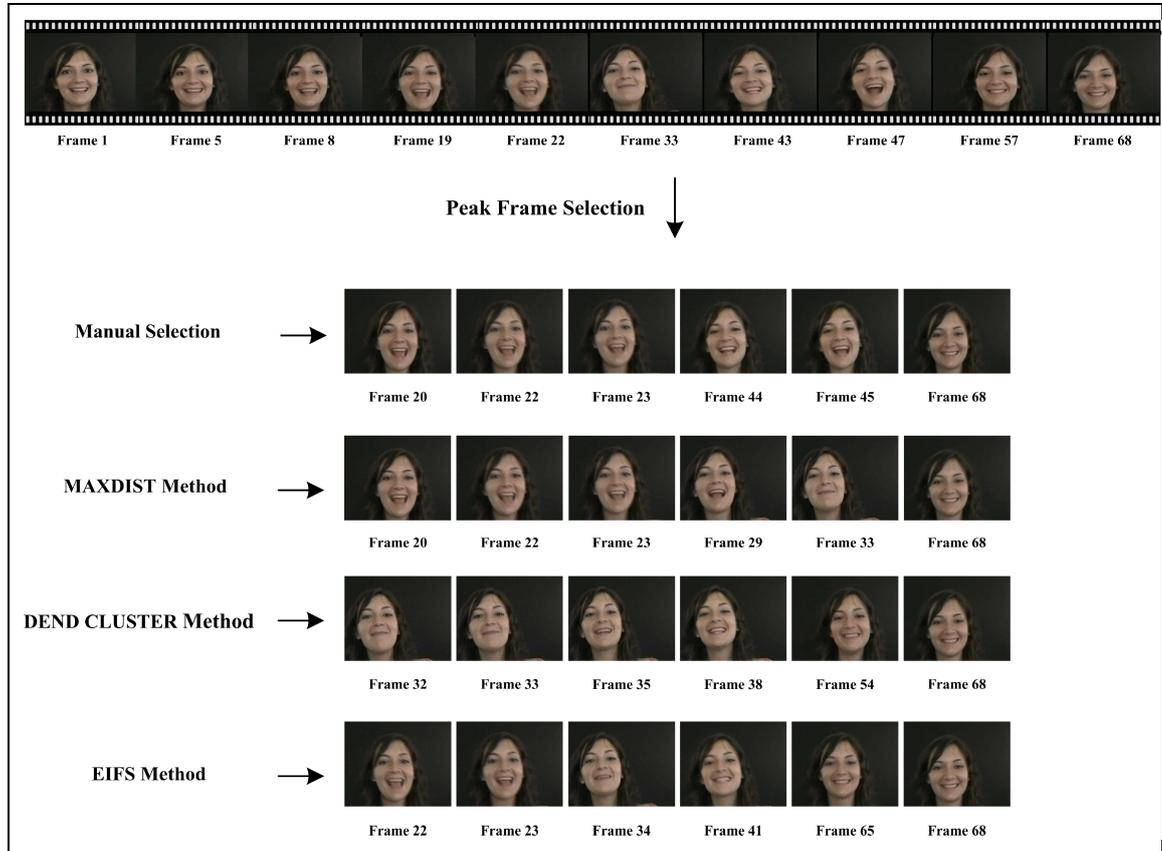 Frame 1 Frame 5 Frame 8 Frame 19 Frame 22 Frame 33 Frame 43 Frame 47 Frame 57 Frame 68
Peak Frame Selection
Manual Selection
Frame 20 Frame 22 Frame 23 Frame 44 Frame 45 Frame 68
MAXDIST Method
Frame 20 Frame 22 Frame 23 Frame 29 Frame 33 Frame 68
DEND CLUSTER Method
Frame 32 Frame 33 Frame 35 Frame 38 Frame 54 Frame 68
EIFS Method
Frame 22 Frame 23 Frame 34 Frame 41 Frame 65 Frame 68